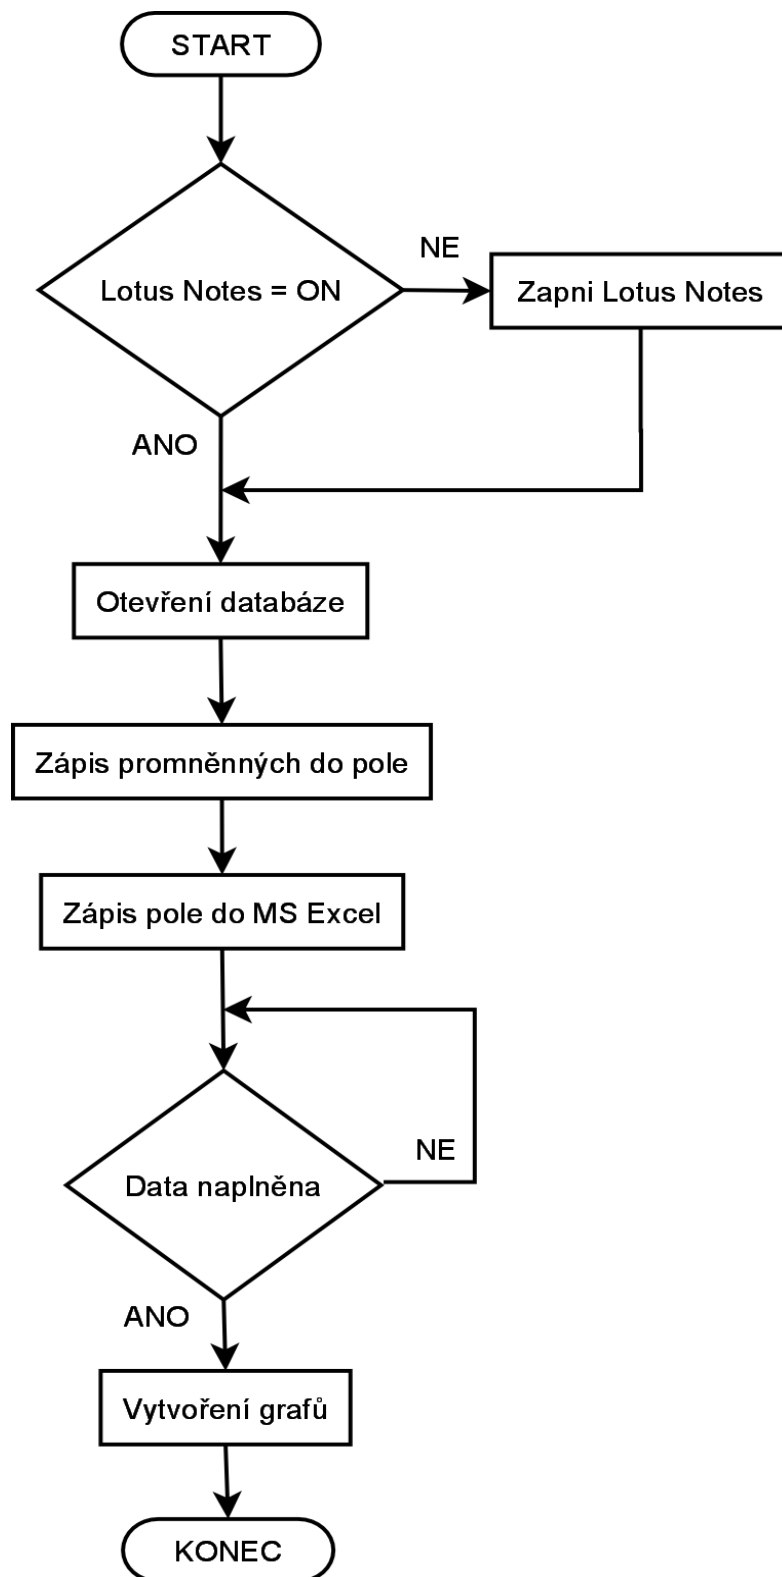 START
Lotus Notes = ON
NE
Zapni Lotus Notes
ANO
Otevření databáze
Zápis promněnných do pole
Zápis pole do MS Excel
NE
Data naplněna
ANO
Vytvoření grafů
KONEC